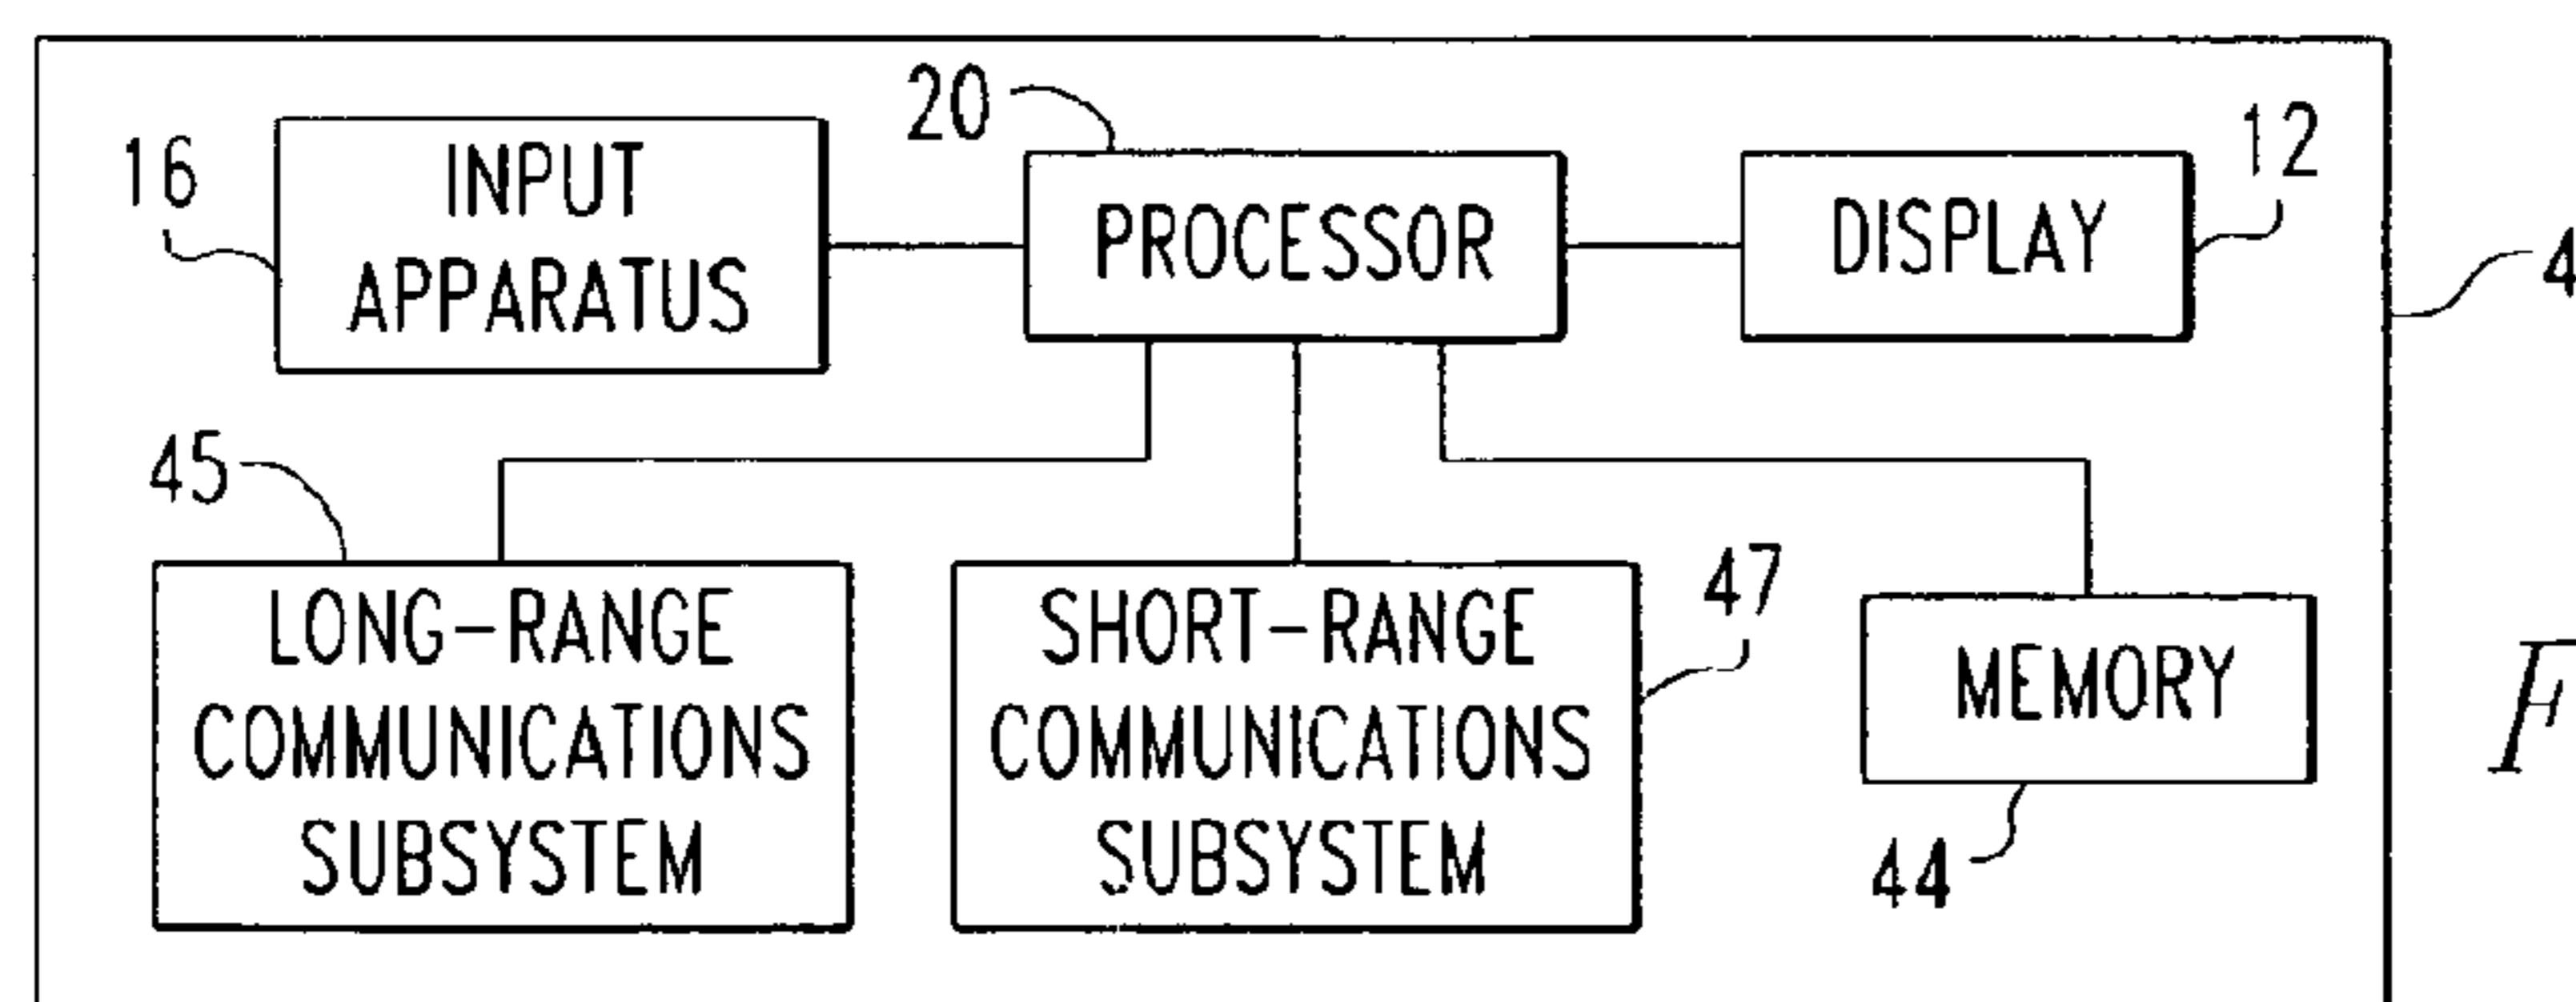 20
12
16
INPUT
APPARATUS
PROCESSOR
DISPLAY
4
45
47
LONG-RANGE
COMMUNICATIONS
SUBSYSTEM
SHORT-RANGE
COMMUNICATIONS
SUBSYSTEM
MEMORY
44
F